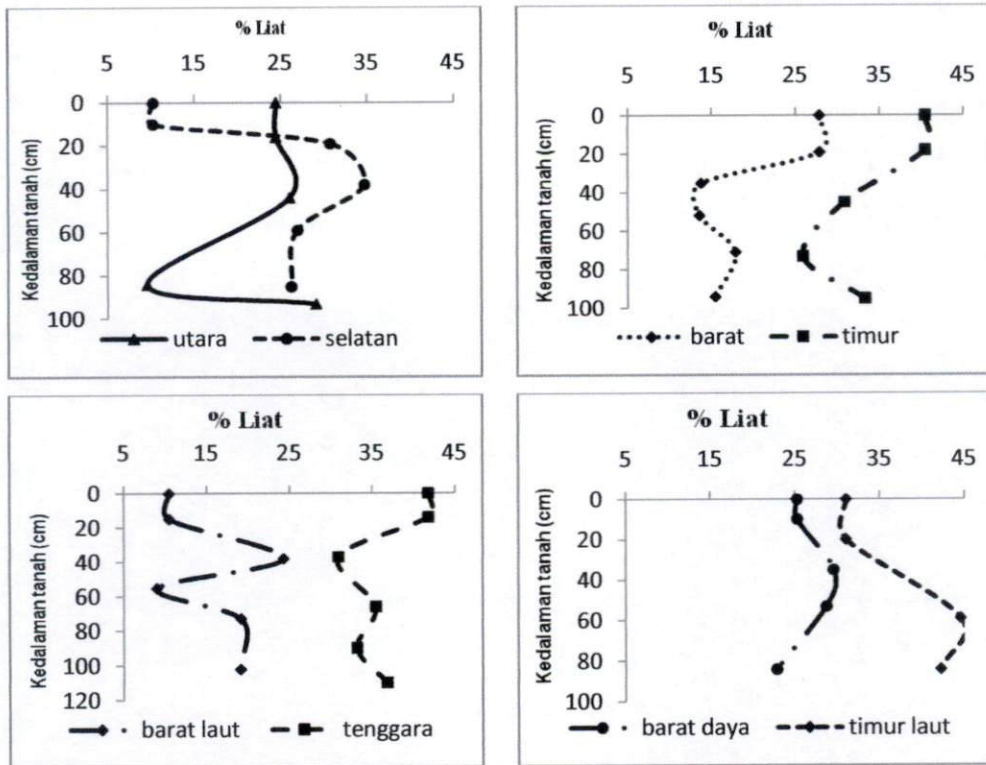 % Liat
5 15 25 35 45
0
20
40
60
80
100
Kedalaman tanah (cm)
utara selatan
% Liat
5 15 25 35 45
0
20
40
60
80
100
Kedalaman tanah (cm)
barat timur
% Liat
5 15 25 35 45
0
20
40
60
80
100
120
Kedalaman tanah (cm)
barat laut tenggara
% Liat
5 15 25 35 45
0
20
40
60
80
100
Kedalaman tanah (cm)
barat daya timur laut